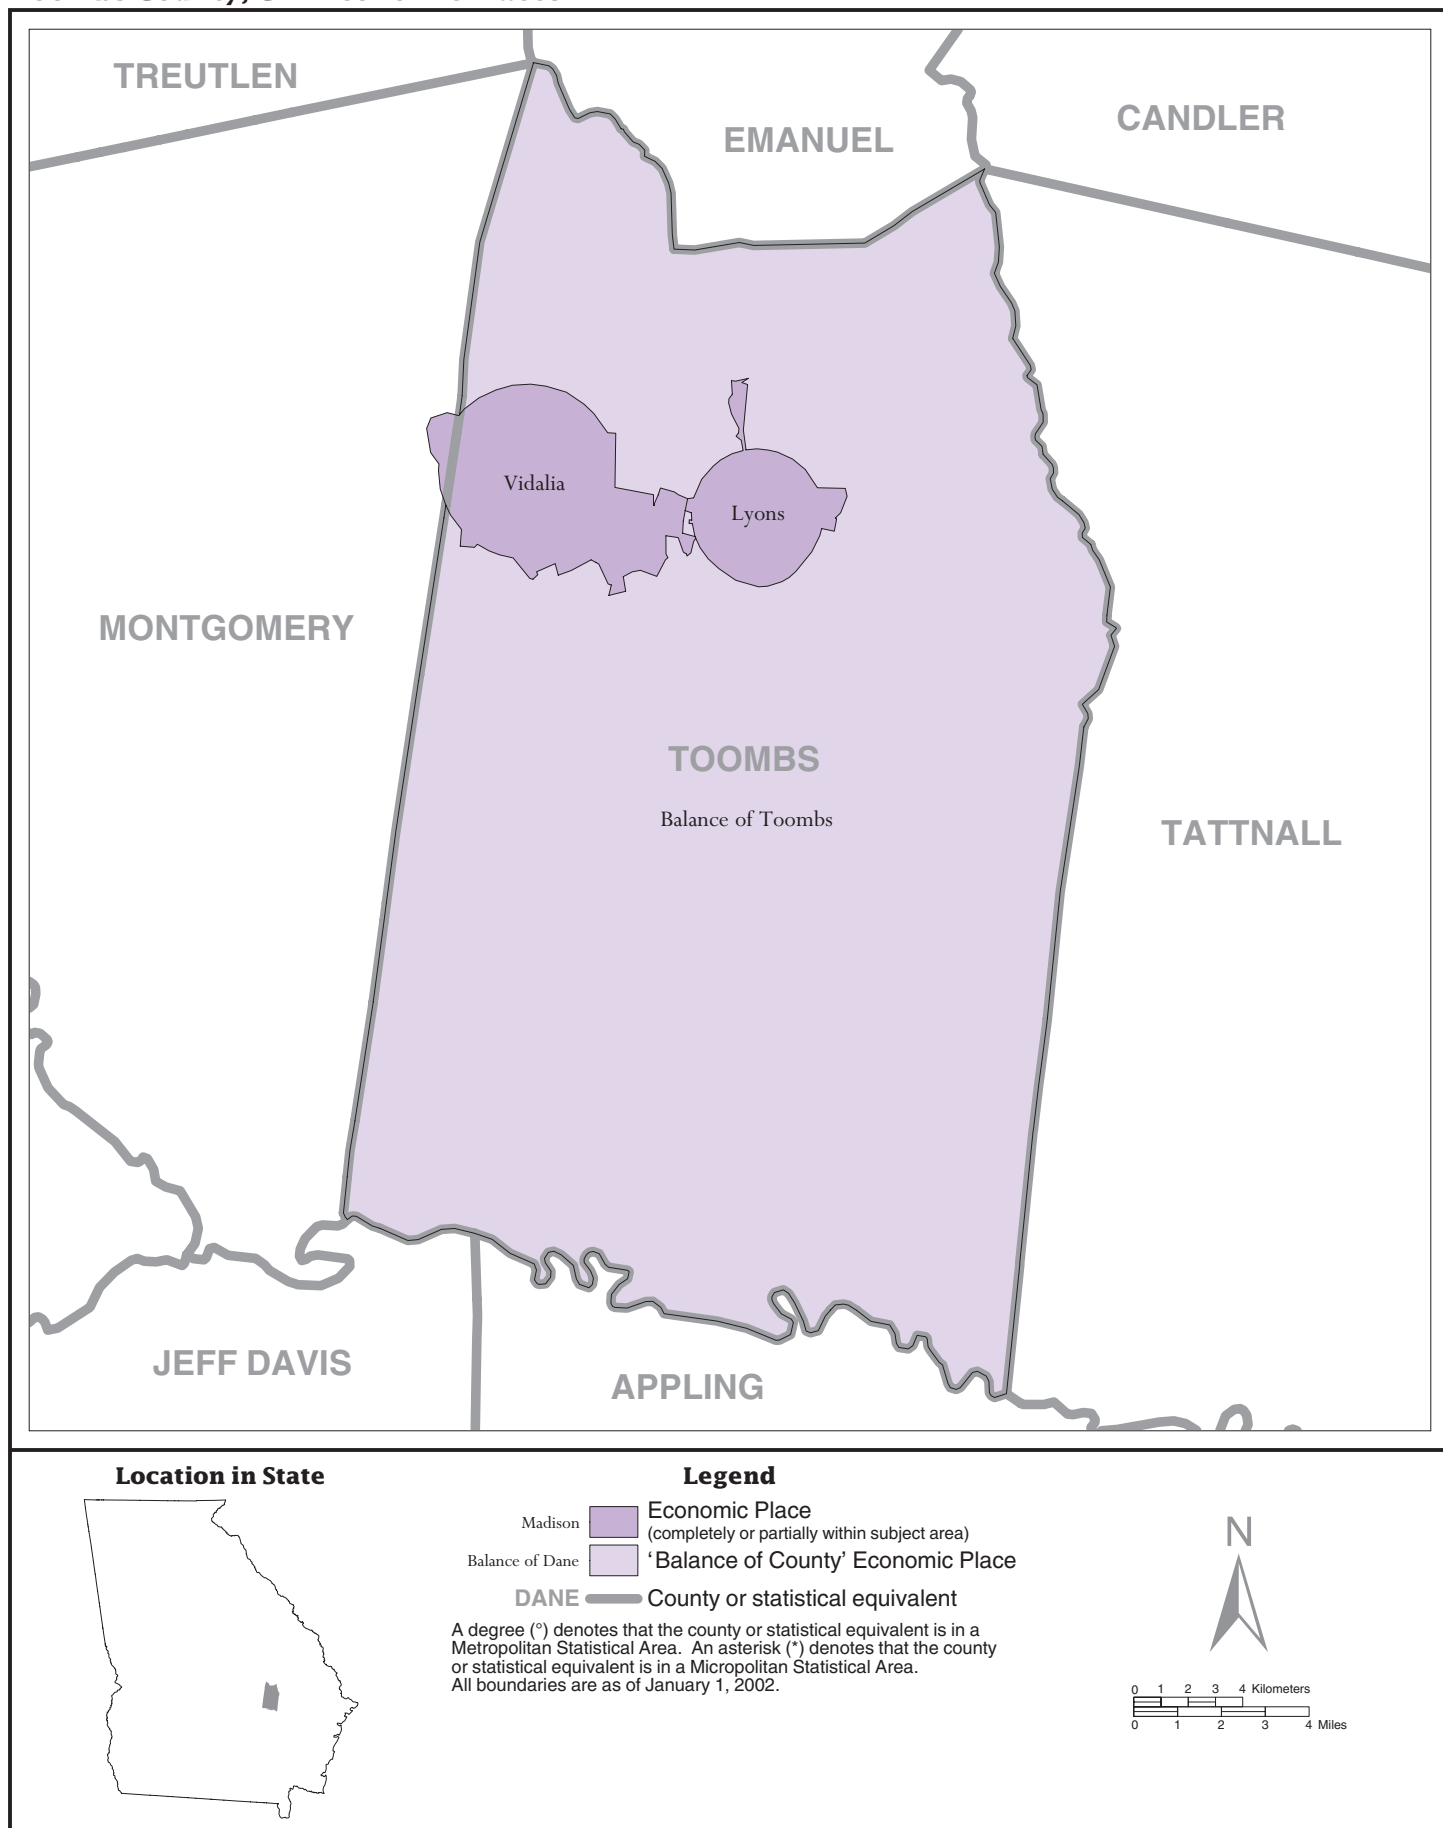 TREUTLEN
CANDLER
EMANUEL
Vidalia
Lyons
MONTGOMERY
TOOMBS
Balance of Toombs
TATTNALL
JEFF DAVIS
APPLING
Location in State
Legend
Madison
Economic Place
(completely or partially within subject area)
Balance of Dane
‘Balance of County’ Economic Place
DANE
County or statistical equivalent
A degree (°) denotes that the county or statistical equivalent is in a
Metropolitan Statistical Area. An asterisk (*) denotes that the county
or statistical equivalent is in a Micropolitan Statistical Area.
All boundaries are as of January 1, 2002.
N
0 1 2 3 4 Kilometers
0 1 2 3 4 Miles